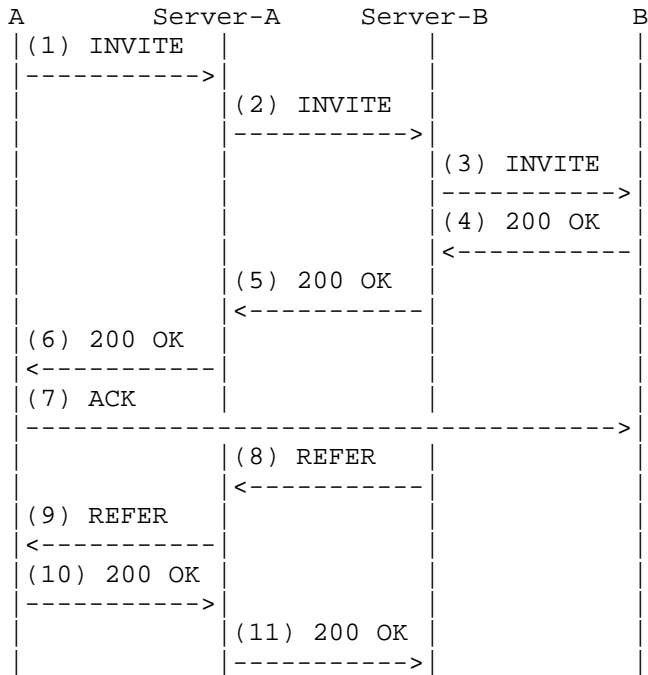 A Server-A Server-B B
(1) INVITE
(2) INVITE
(3) INVITE
(4) 200 OK
(5) 200 OK
(6) 200 OK
(7) ACK
(8) REFER
(9) REFER
(10) 200 OK
(11) 200 OK